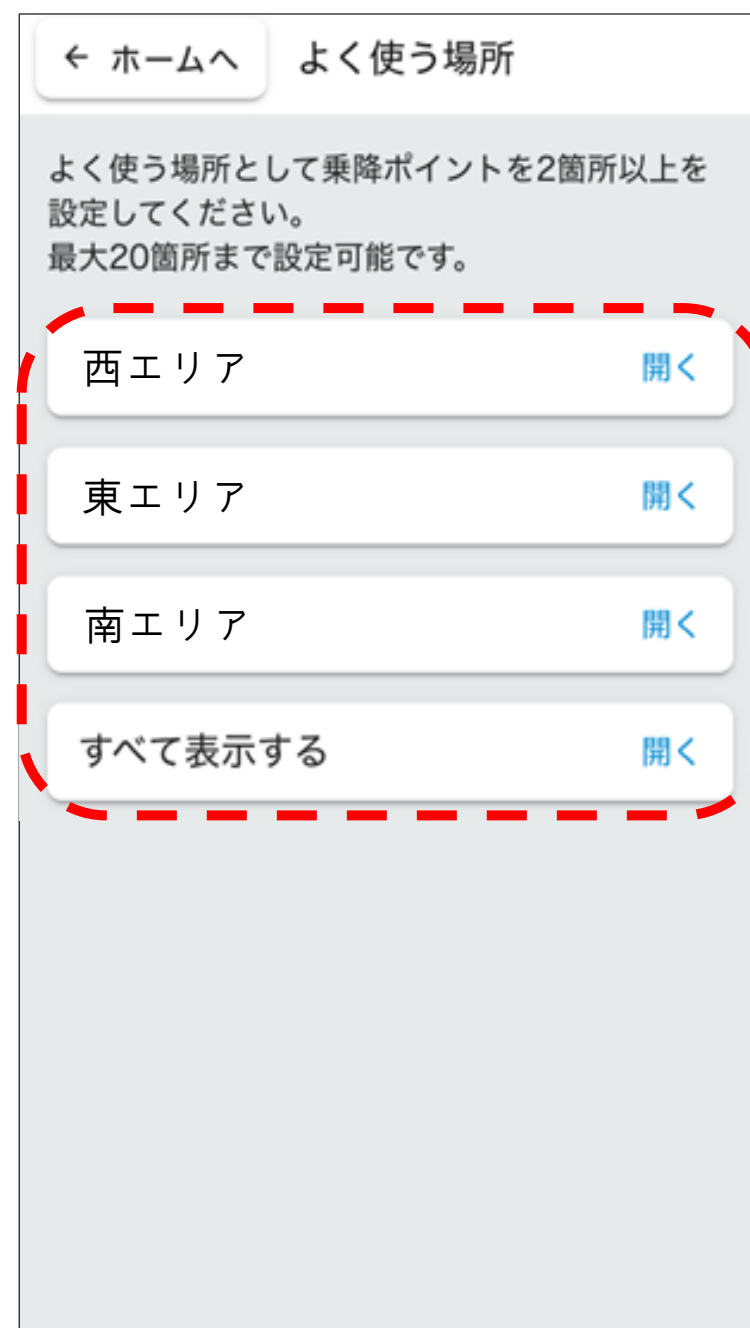 ← ホームへ よく使う場所
よく使う場所として乗降ポイントを2箇所以上を
設定してください。
最大20箇所まで設定可能です。
西エリア 開く
東エリア 開く
南エリア 開く
すべて表示する 開く